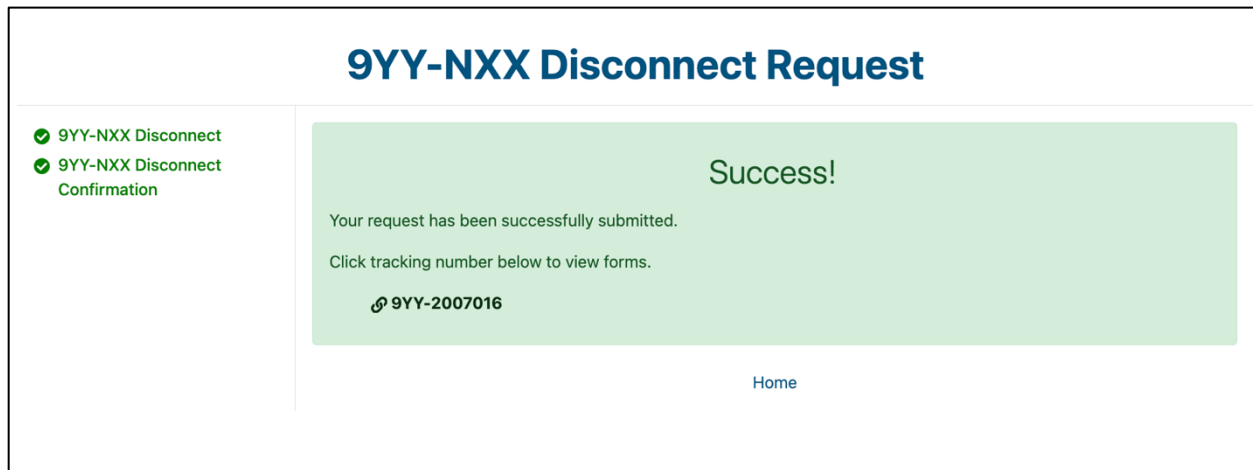 9YY-NXX Disconnect Request
9YY-NXX Disconnect
9YY-NXX Disconnect
Confirmation
Success!
Your request has been successfully submitted.
Click tracking number below to view forms.
9YY-2007016
Home